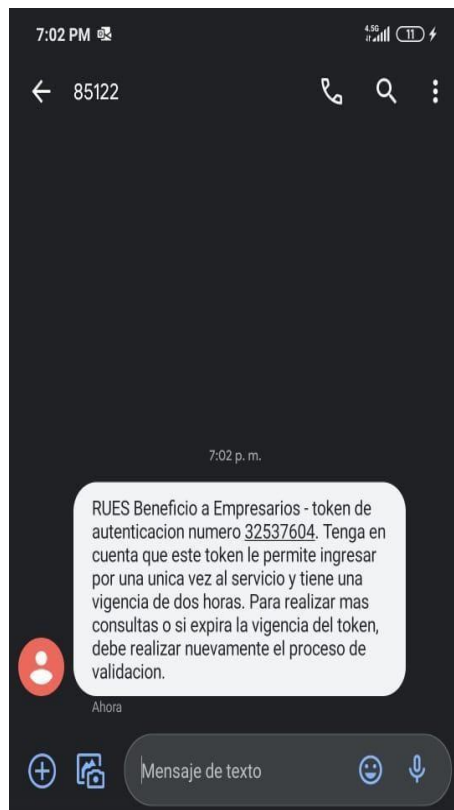 7:02 PM
4.5G
11
85122
7:02 p. m.
RUES Beneficio a Empresarios - token de
autenticacion numero 32537604. Tenga en
cuenta que este token le permite ingresar
por una unica vez al servicio y tiene una
vigencia de dos horas. Para realizar mas
consultas o si expira la vigencia del token,
debe realizar nuevamente el proceso de
validacion.
Ahora
Mensaje de texto